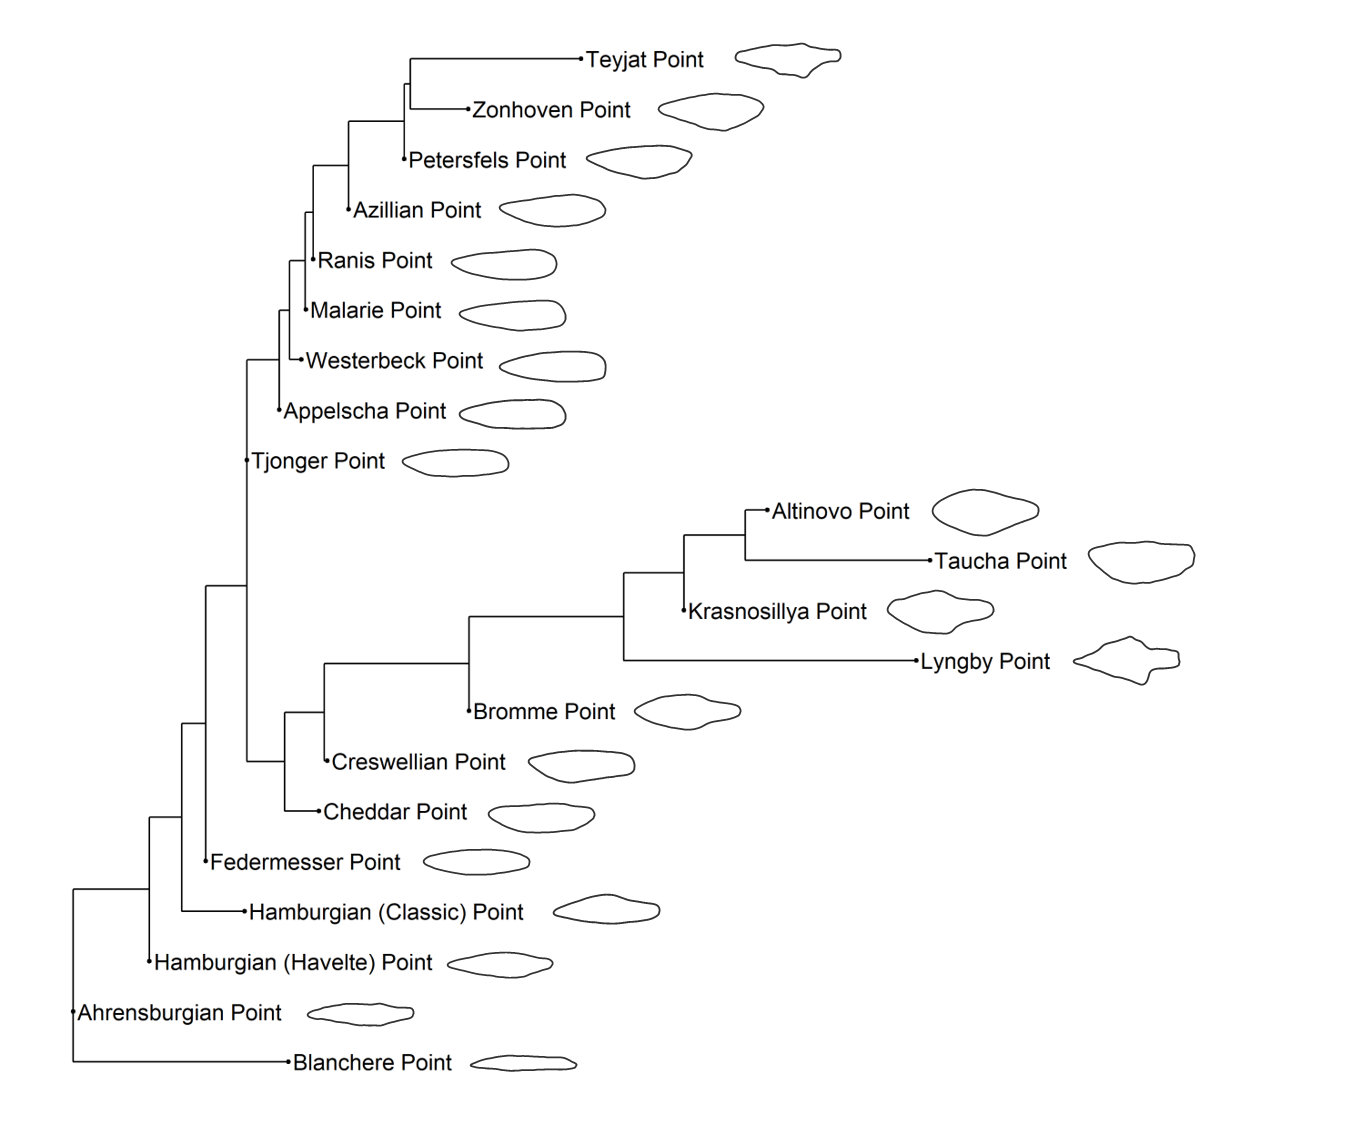 Teyjat Point
Zonhoven Point
Petersfels Point
Azillian Point
Ranis Point
Malarie Point
Westerbeck Point
Appelscha Point
Tjonger Point
Altinovo Point
Taucha Point
Krasnosillya Point
Lyngby Point
Bromme Point
Creswellian Point
Cheddar Point
Federmesser Point
Hamburgian (Classic) Point
Hamburgian (Havelte) Point
Ahrensburgian Point
Blanchere Point